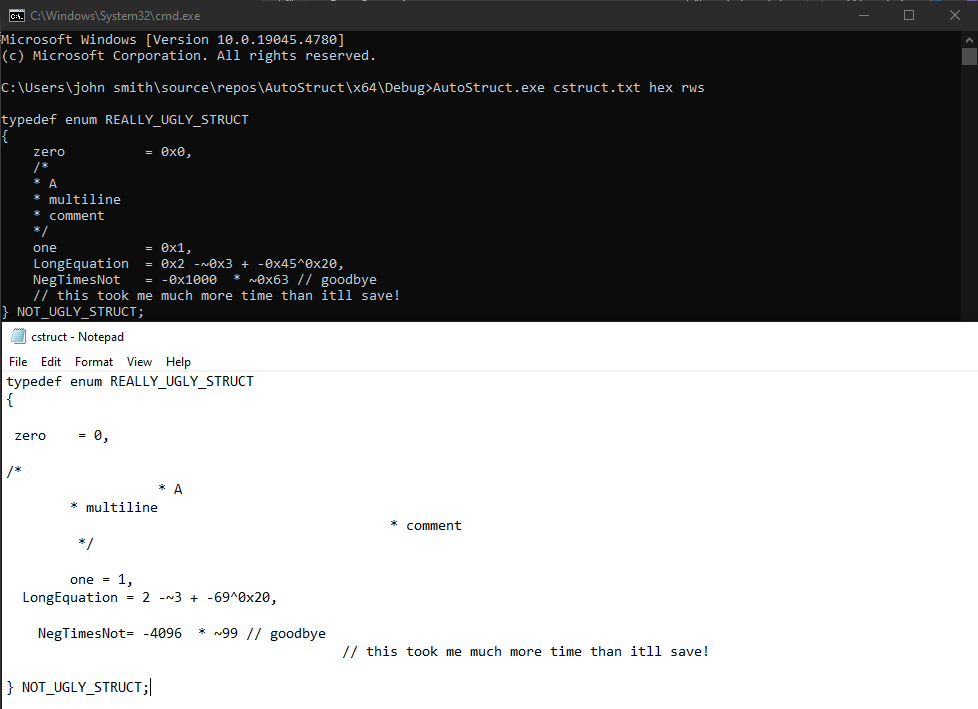 C:\Windows\System32\cmd.exe
Microsoft Windows [Version 10.0.19045.4780]
(c) Microsoft Corporation. All rights reserved.
C:\Users\john smith\source\repos\AutoStruct\x64\Debug>AutoStruct.exe cstruct.txt hex rws
typedef enum REALLY_UGLY_STRUCT
{
    zero          = 0x0,
    /*
    * A
    * multiline
    * comment
    */
    one           = 0x1,
    LongEquation  = 0x2 -~0x3 + -0x45^0x20,
    NegTimesNot   = -0x1000  * ~0x63 // goodbye
    // this took me much more time than itll save!
} NOT_UGLY_STRUCT;
cstruct - Notepad
File Edit Format View Help
typedef enum REALLY_UGLY_STRUCT
{
 zero    = 0,
/*
                   * A
        * multiline
                                                * comment
         */
        one = 1,
  LongEquation = 2 -~3 + -69^0x20,
    NegTimesNot= -4096  * ~99 // goodbye
                                          // this took me much more time than itll save!
} NOT_UGLY_STRUCT;